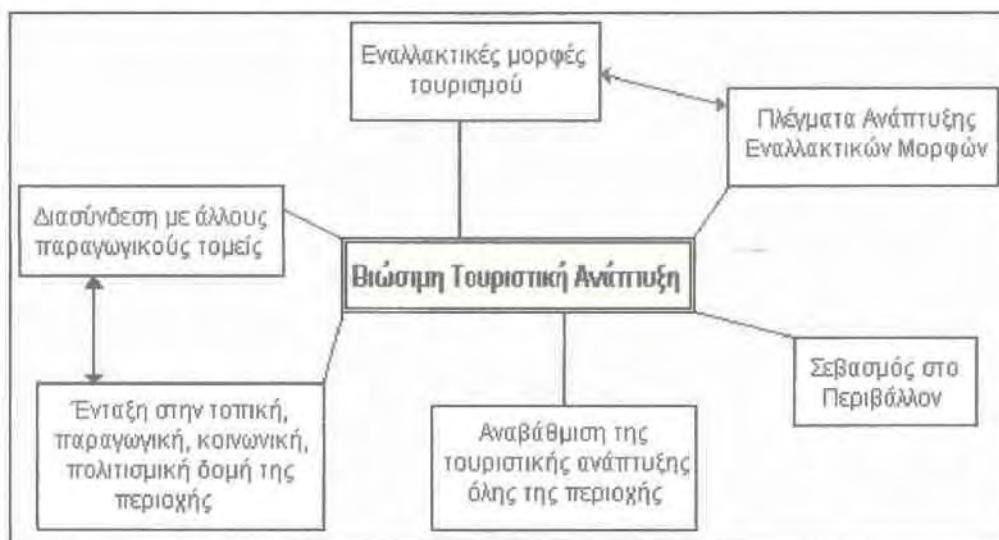 Εναλλακτικές μορφές
τουρισμού
Πλέγματα Ανάπτυξης
Εναλλακτικών Μορφών
Διασύνδεση με άλλους
παραγωγικούς τομείς
Βιώσιμη Τουριστική Ανάπτυξη
Σεβασμός στο
Περιβάλλον
Ένταξη στην τοπική,
παραγωγική, κοινωνική,
πολιτισμική δομή της
περιοχής
Αναβάθμιση της
τουριστικής ανάπτυξης
όλης της περιοχής